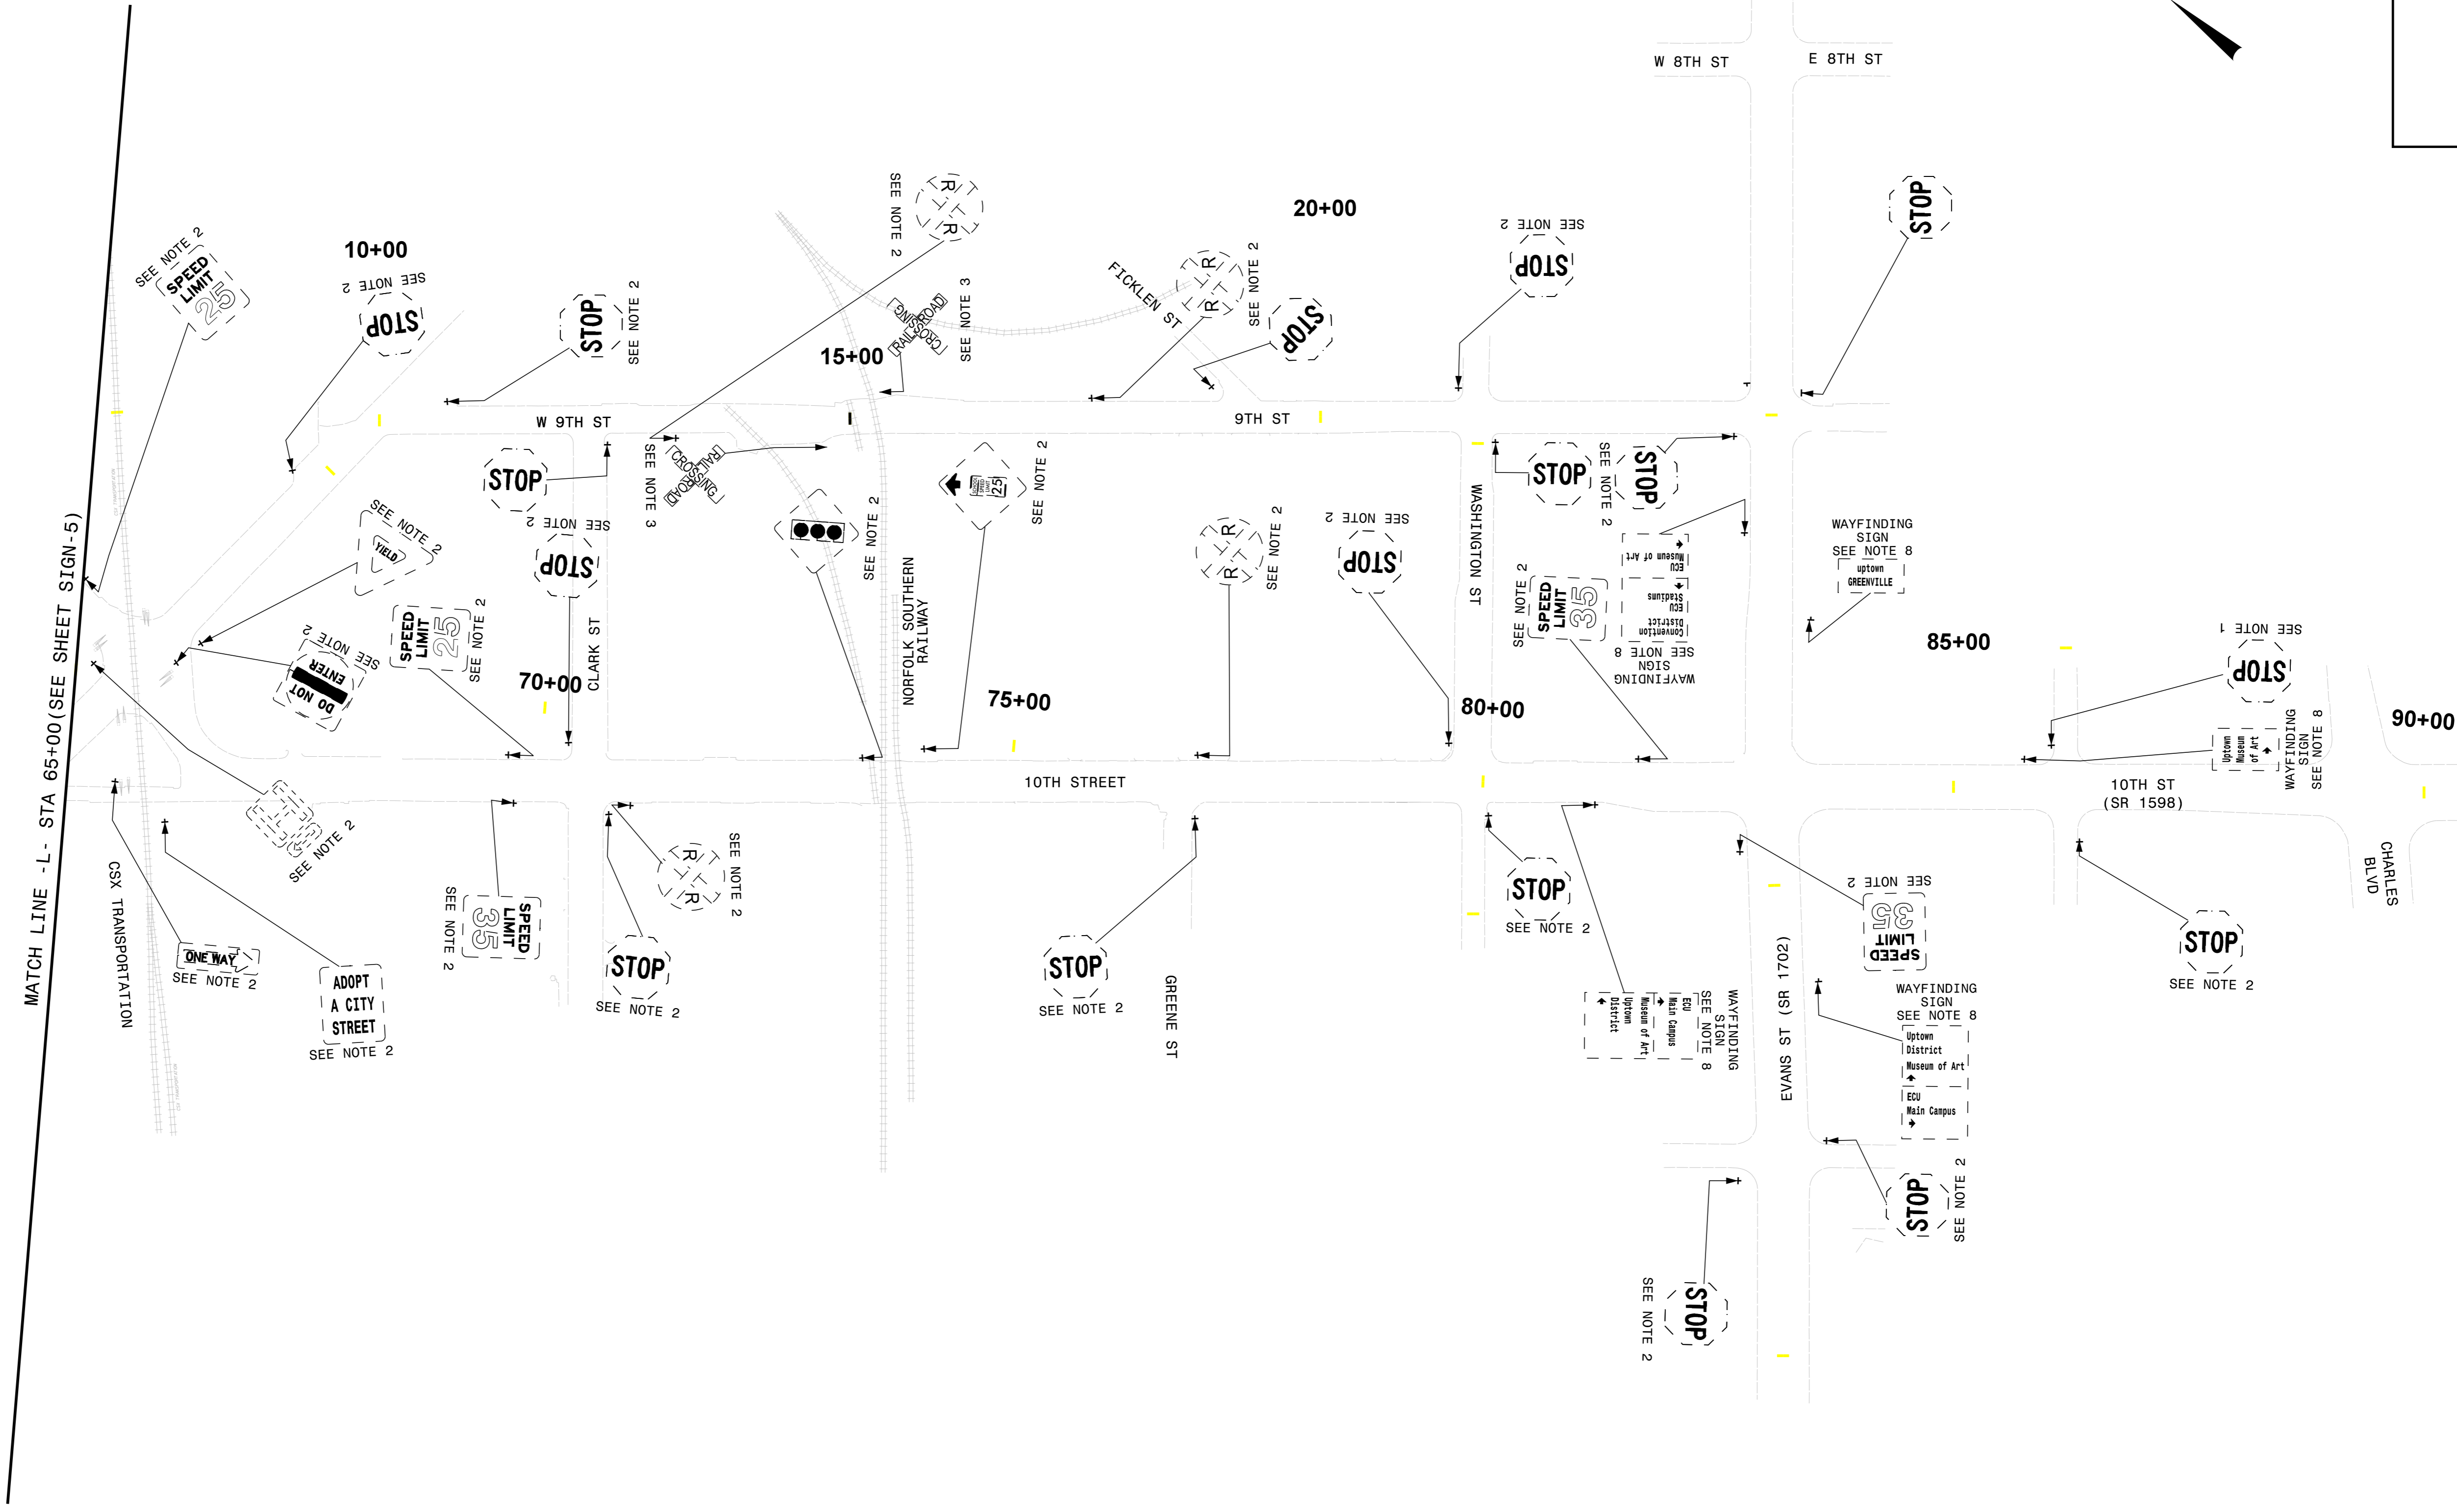 W 8TH ST
E 8TH ST
STOP
SEE NOTE 2
R
R
20+00
SEE NOTE 2
STOP
SEE NOTE 2
SPEED
LIMIT
25
10+00
SEE NOTE 2
STOP
STOP
SEE NOTE 2
15+00
RAILROAD
CROSSING
SEE NOTE 3
FICKLEN ST
R
R
SEE NOTE 2
STOP
W 9TH ST
9TH ST
STOP
SEE NOTE 3
RAILROAD
CROSSING
25
SEE NOTE 2
STOP
SEE NOTE 2
STOP
WASHINGTON ST
MATCH LINE -L- STA 65+00(SEE SHEET SIGN-5)
SEE NOTE 2
YIELD
SEE NOTE 2
STOP
SEE NOTE 2
R
R
SEE NOTE 2
SEE NOTE 2
STOP
ECU
Museum of Art
ECU
Stadiums
Convention
District
WAYFINDING
SIGN
SEE NOTE 8
WAYFINDING
SIGN
SEE NOTE 8
uptown
GREENVILLE
SEE NOTE 2
DO NOT
ENTER
SPEED
LIMIT
25
SEE NOTE 2
CLARK ST
70+00
NORFOLK SOUTHERN
RAILWAY
75+00
80+00
SEE NOTE 2
SPEED
LIMIT
35
85+00
SEE NOTE 1
STOP
90+00
Uptown
Museum
of Art
WAYFINDING
SIGN
SEE NOTE 8
10TH STREET
10TH ST
(SR 1598)
CHARLES
BLVD
SEE NOTE 2
CSX TRANSPORTATION
ONE WAY
SEE NOTE 2
ADOPT
A CITY
STREET
SEE NOTE 2
SPEED
LIMIT
35
SEE NOTE 2
R
R
SEE NOTE 2
STOP
SEE NOTE 2
STOP
SEE NOTE 2
GREENE ST
STOP
SEE NOTE 2
WAYFINDING
SIGN
SEE NOTE 8
ECU
Main Campus
Museum of Art
Uptown
District
EVANS ST (SR 1702)
SEE NOTE 2
SPEED
LIMIT
35
WAYFINDING
SIGN
SEE NOTE 8
Uptown
District
Museum of Art
ECU
Main Campus
STOP
SEE NOTE 2
STOP
SEE NOTE 2
STOP
SEE NOTE 2